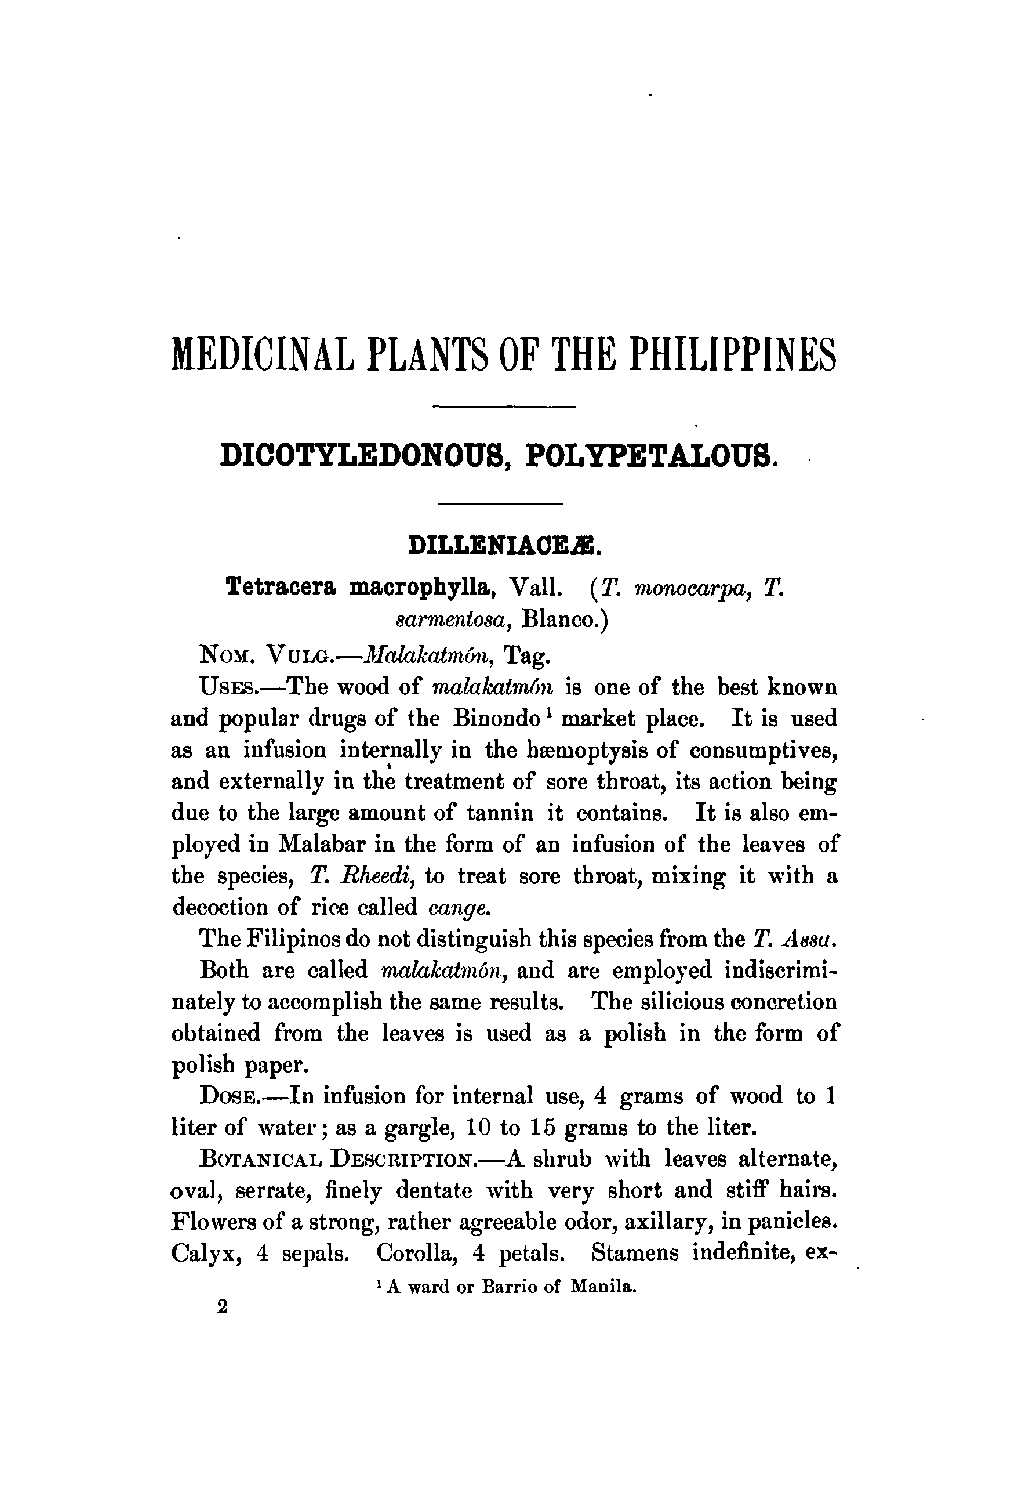 MEDICINAL PLANTS OF THE PHILIPPINES
DICOTYLEDONOUS, POLYPETALOUS.
DILLENIACEÆ.
Tetracera macrophylla, Vall. (T. monocarpa, T.
sarmentosa, Blanco.)
NOM. VULG.—Malakatmón, Tag.
USES.—The wood of malakatmón is one of the best known
and popular drugs of the Binondo¹ market place. It is used
as an infusion internally in the hæmoptysis of consumptives,
and externally in the treatment of sore throat, its action being
due to the large amount of tannin it contains. It is also em-
ployed in Malabar in the form of an infusion of the leaves of
the species, T. Rheedi, to treat sore throat, mixing it with a
decoction of rice called cange.
The Filipinos do not distinguish this species from the T. Assa.
Both are called malakatmón, and are employed indiscrimi-
nately to accomplish the same results. The silicious concretion
obtained from the leaves is used as a polish in the form of
polish paper.
DOSE.—In infusion for internal use, 4 grams of wood to 1
liter of water; as a gargle, 10 to 15 grams to the liter.
BOTANICAL DESCRIPTION.—A shrub with leaves alternate,
oval, serrate, finely dentate with very short and stiff hairs.
Flowers of a strong, rather agreeable odor, axillary, in panicles.
Calyx, 4 sepals. Corolla, 4 petals. Stamens indefinite, ex-
¹ A ward or Barrio of Manila.
2